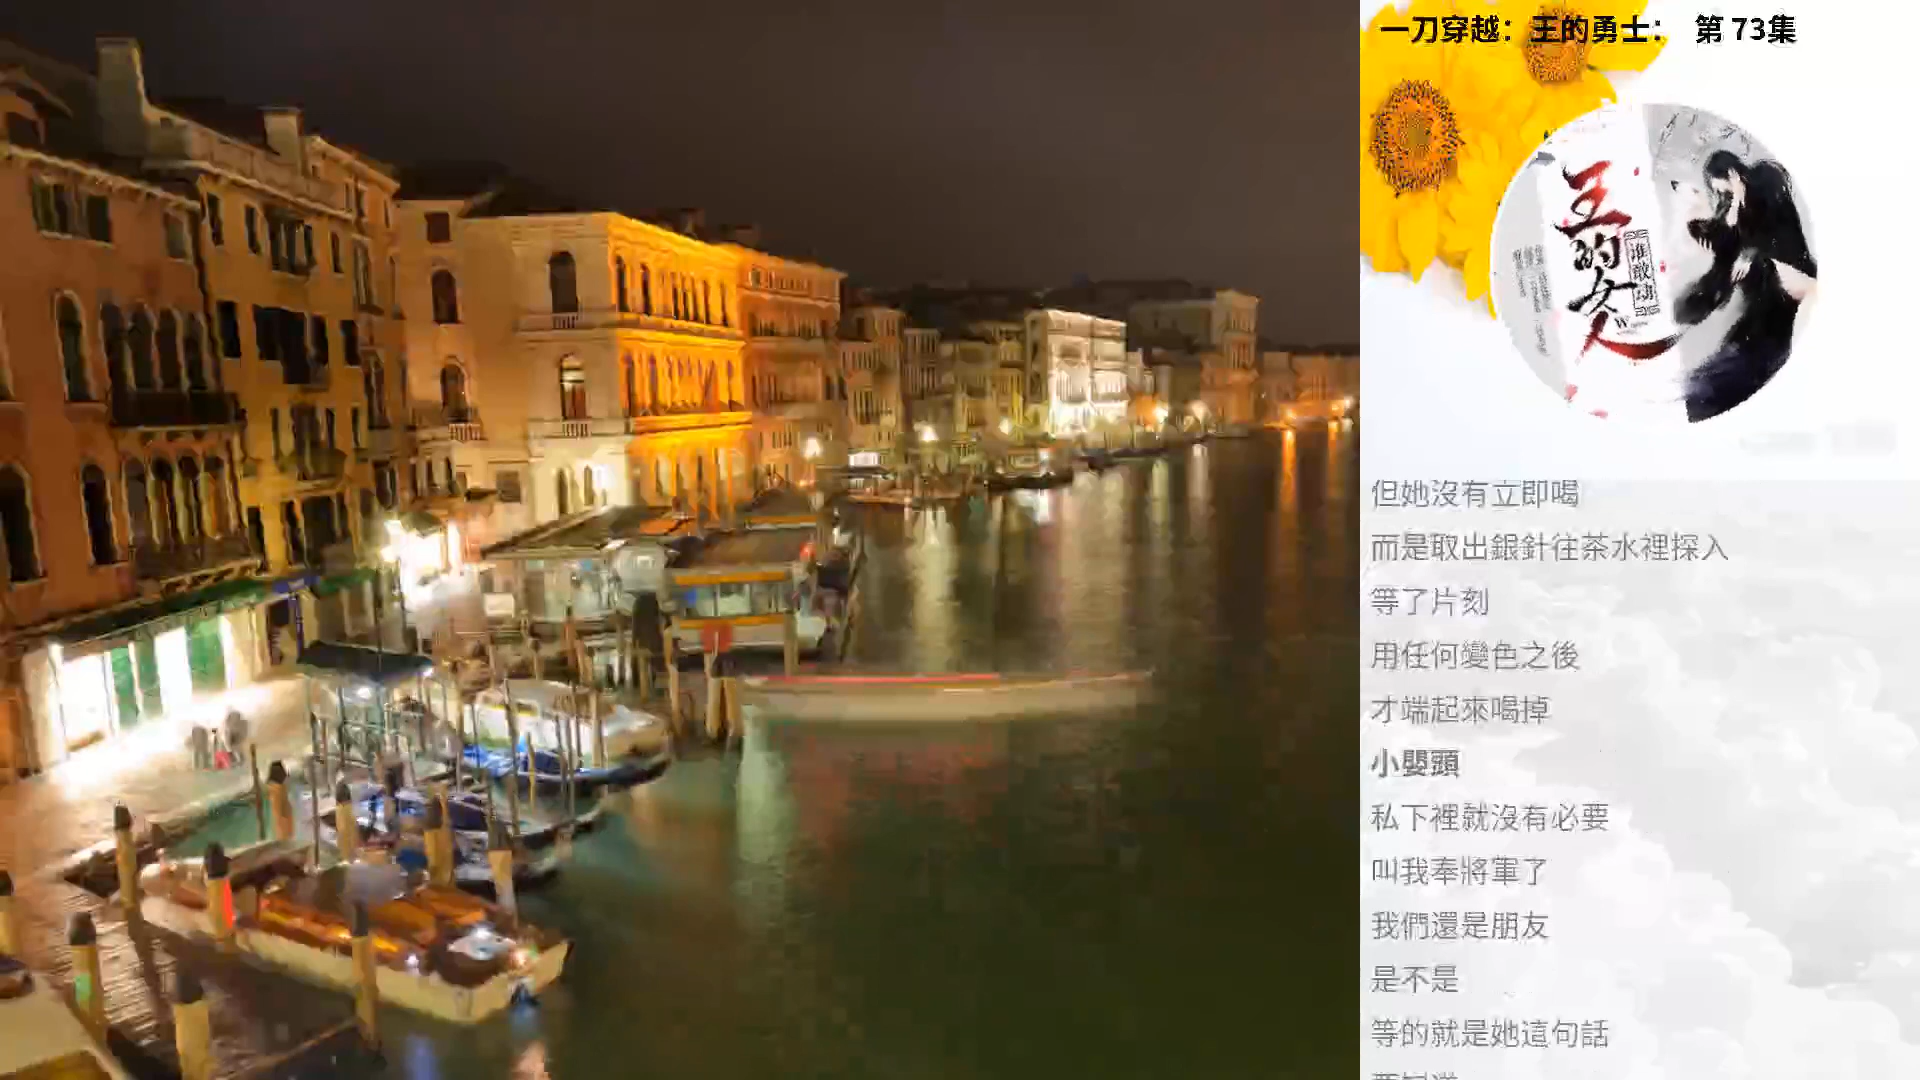 一刀穿越：王的勇士： 第 73集
王的女人
谁敢动
但她沒有立即喝
而是取出銀針往茶水裡探入
等了片刻
用任何變色之後
才端起來喝掉
小嬰頭
私下裡就沒有必要
叫我奉將軍了
我們還是朋友
是不是
等的就是她這句話